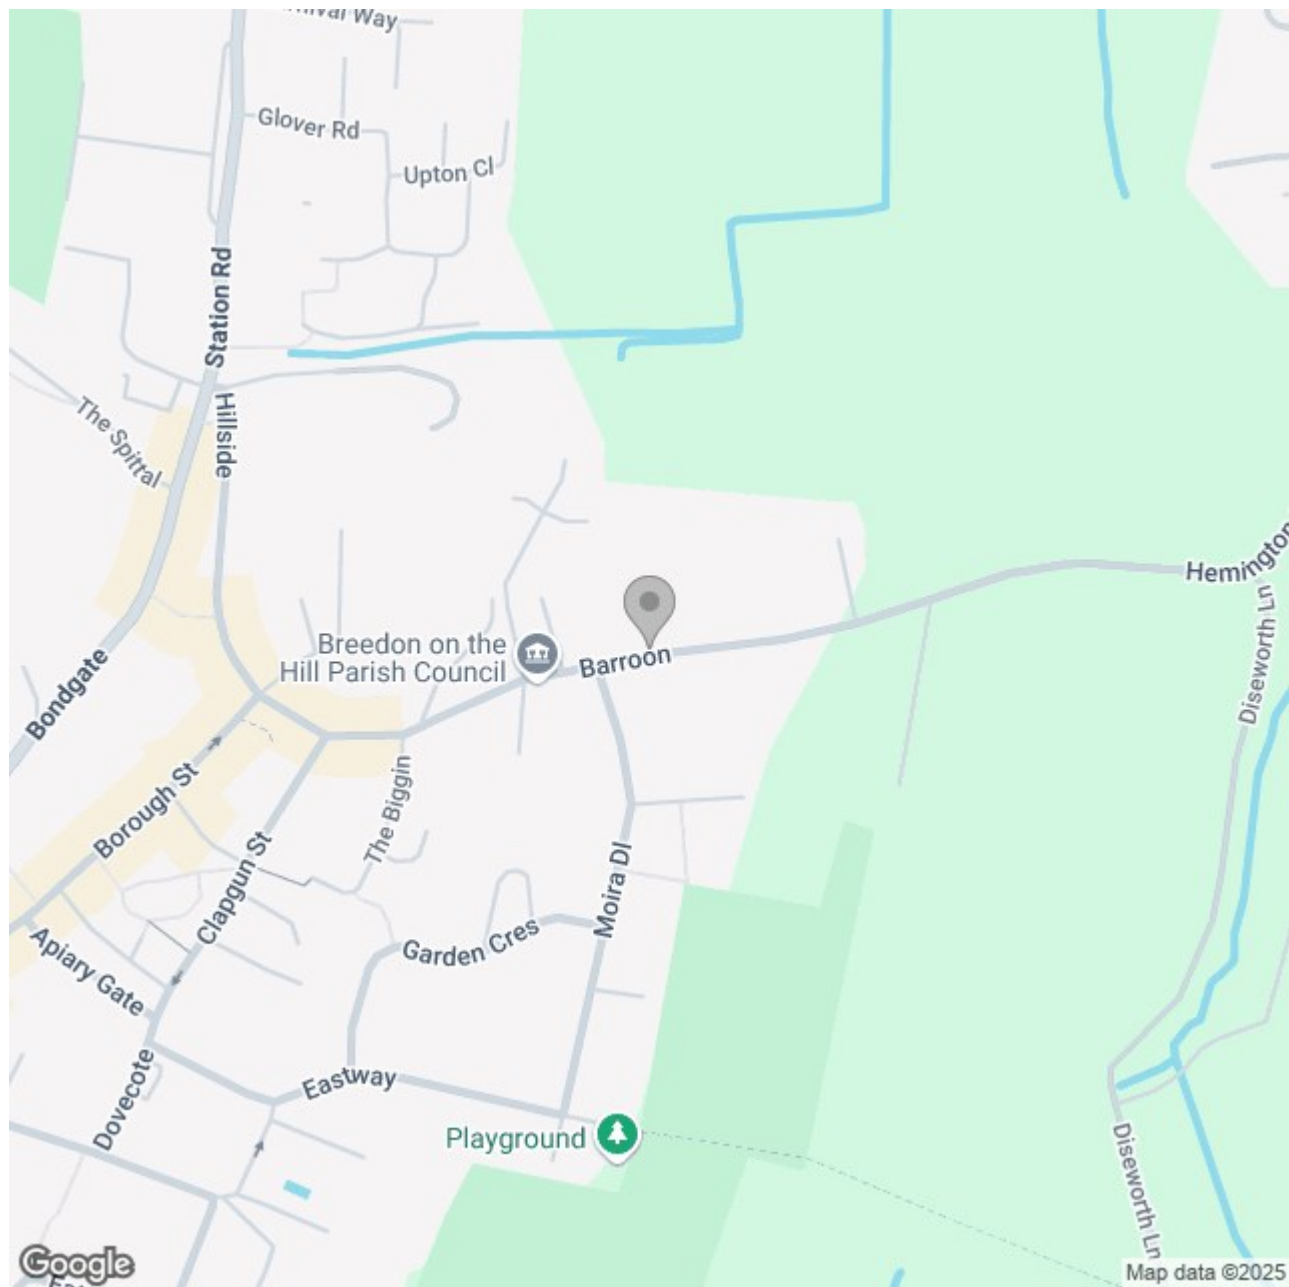 Glover Rd
Upton Cl
Station Rd
Hillside
The Spittal
Hemington
Diseworth Ln
Breedon on the
Hill Parish Council
Barroon
Bondgate
Borough St
The Biggin
Clapgun St
Moira Dl
Garden Cres
Apiary Gate
Eastway
Dovecote
Playground
Diseworth Ln
Google
Map data ©2025